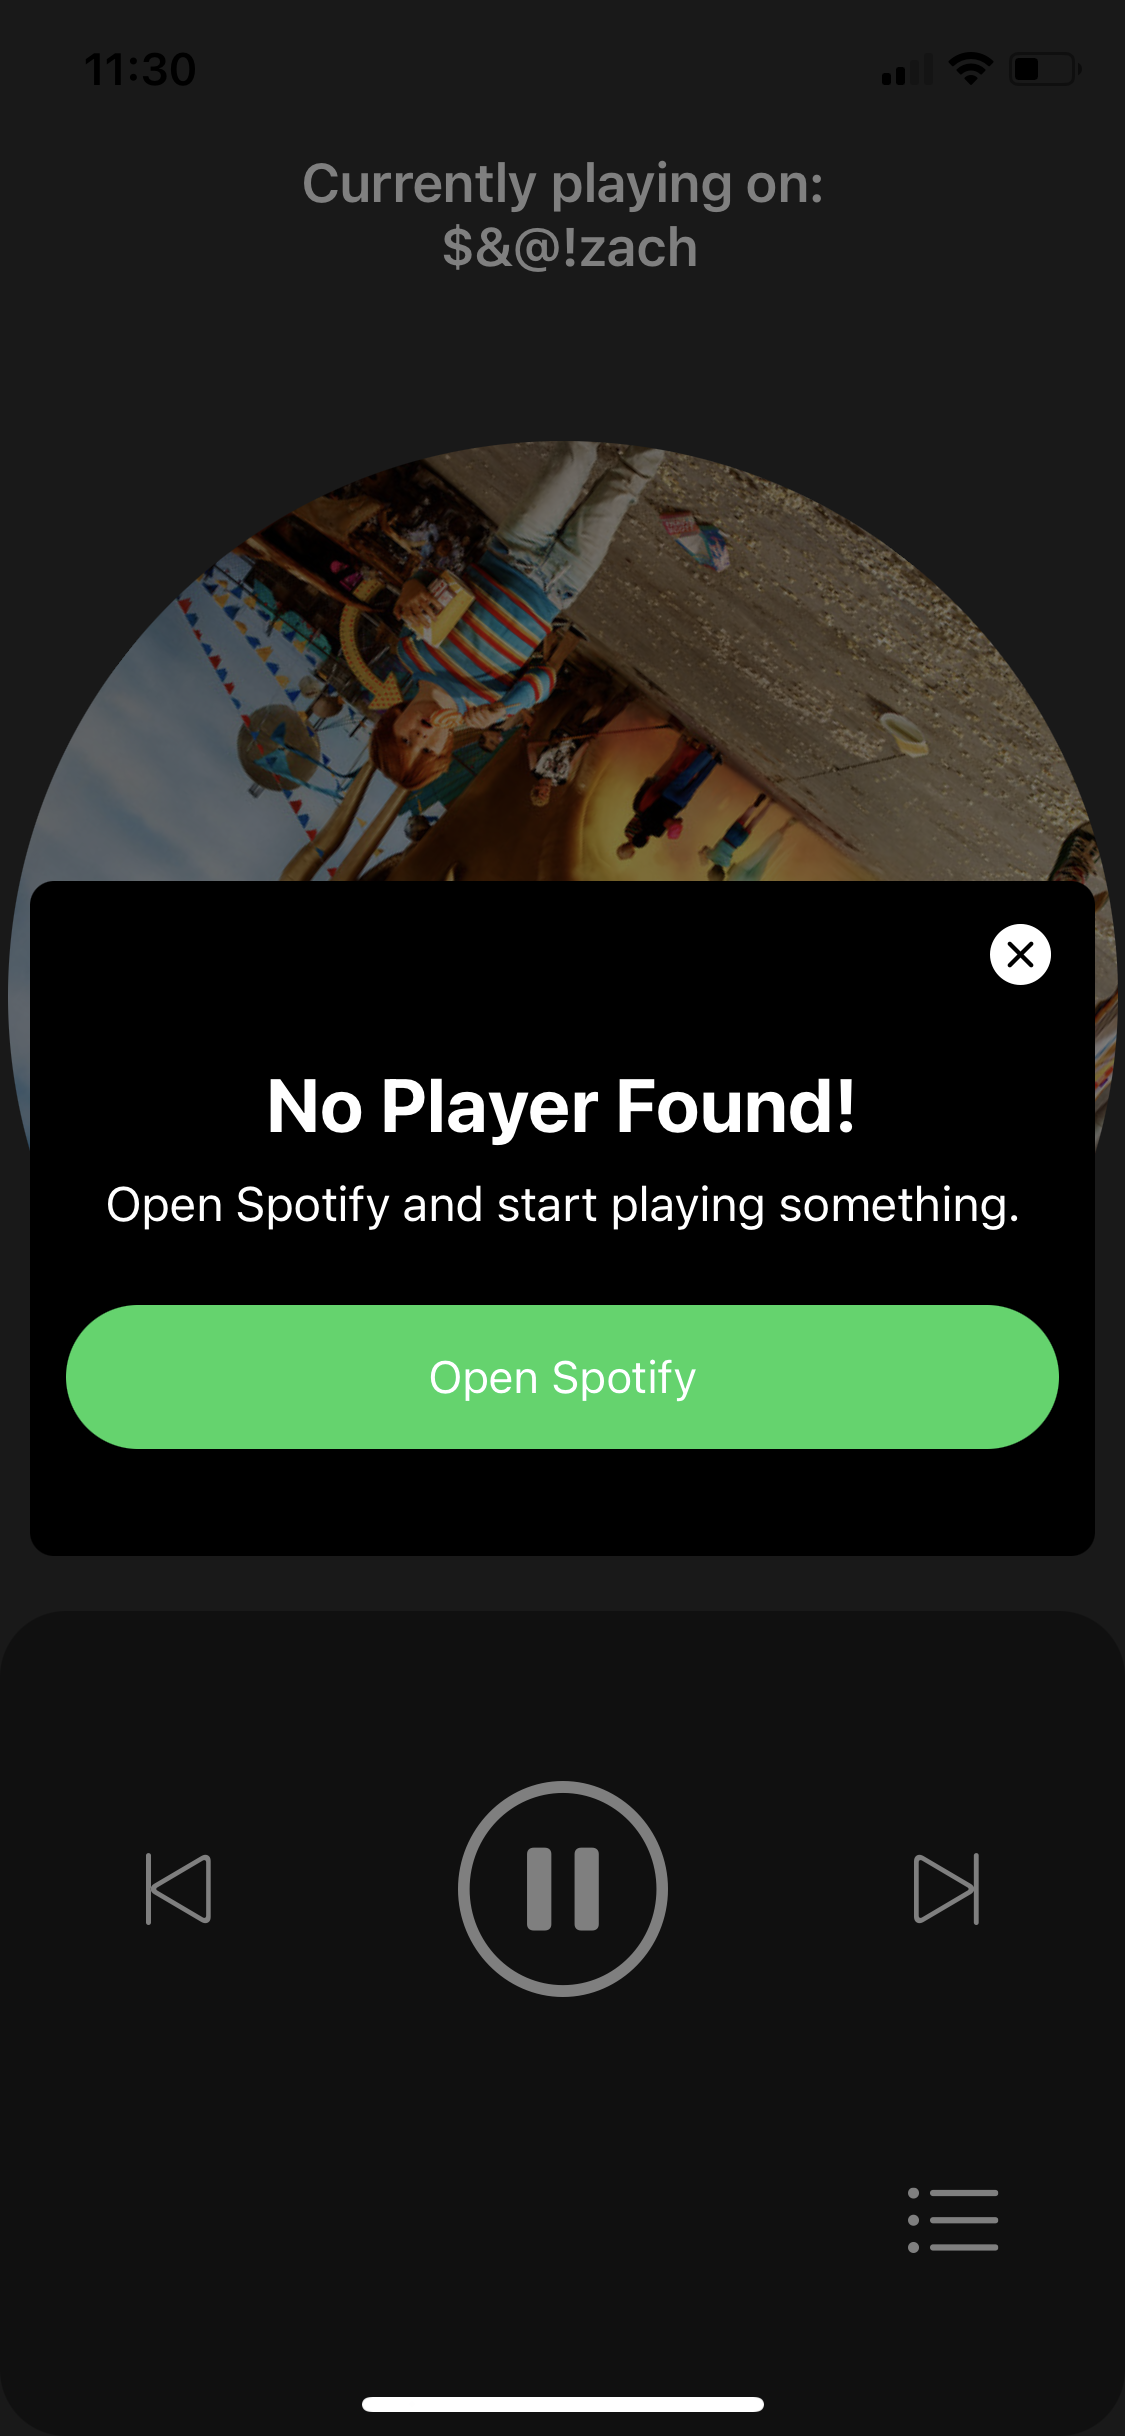 11:30
Currently playing on:
$&@!zach
No Player Found!
Open Spotify and start playing something.
Open Spotify